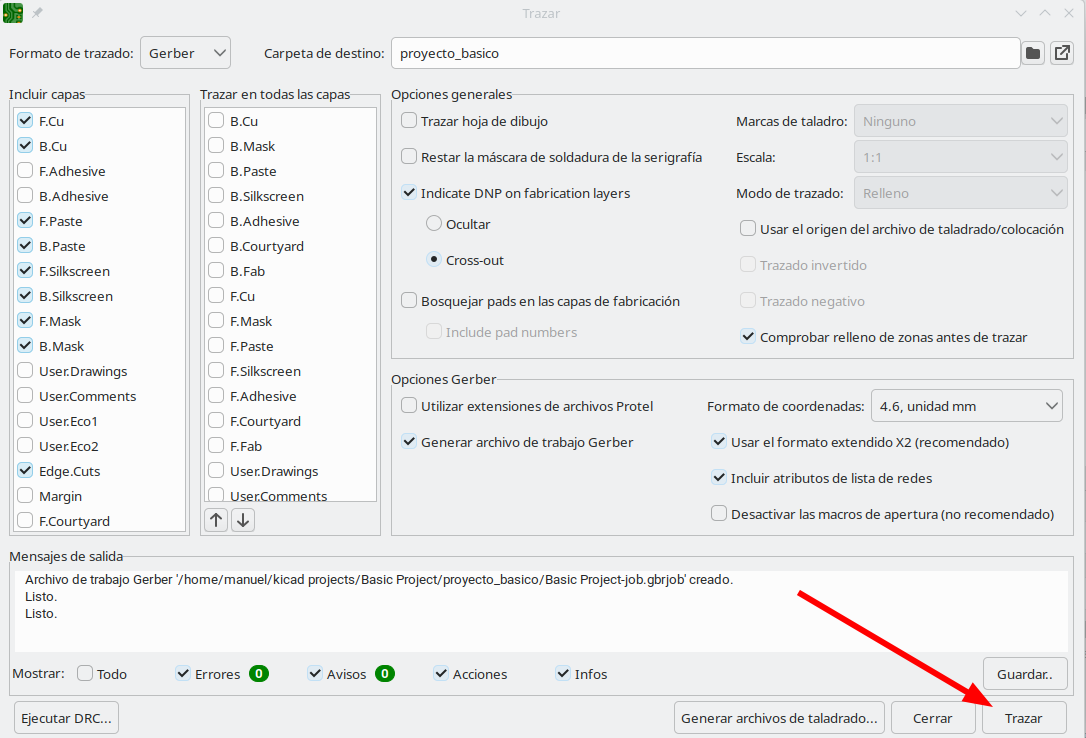 Trazar
Formato de trazado: Gerber Carpeta de destino: proyecto_basico
Incluir capas
F.Cu
B.Cu
F.Adhesive
B.Adhesive
F.Paste
B.Paste
F.Silkscreen
B.Silkscreen
F.Mask
B.Mask
User.Drawings
User.Comments
User.Eco1
User.Eco2
Edge.Cuts
Margin
F.Courtyard
Trazar en todas las capas
B.Cu
B.Mask
B.Paste
B.Silkscreen
B.Adhesive
B.Courtyard
B.Fab
F.Cu
F.Mask
F.Paste
F.Silkscreen
F.Adhesive
F.Courtyard
F.Fab
User.Drawings
User.Comments
Opciones generales
Trazar hoja de dibujo
Restar la máscara de soldadura de la serigrafía
Indicate DNP on fabrication layers
Ocultar
Cross-out
Bosquejar pads en las capas de fabricación
Include pad numbers
Marcas de taladro: Ninguno
Escala: 1:1
Modo de trazado: Relleno
Usar el origen del archivo de taladrado/colocación
Trazado invertido
Trazado negativo
Comprobar relleno de zonas antes de trazar
Opciones Gerber
Utilizar extensiones de archivos Protel
Generar archivo de trabajo Gerber
Formato de coordenadas: 4.6, unidad mm
Usar el formato extendido X2 (recomendado)
Incluir atributos de lista de redes
Desactivar las macros de apertura (no recomendado)
Mensajes de salida
Archivo de trabajo Gerber '/home/manuel/kicad projects/Basic Project/proyecto_basico/Basic Project-job.gbrjob' creado.
Listo.
Listo.
Mostrar: Todo Errores 0 Avisos 0 Acciones Infos Guardar..
Ejecutar DRC... Generar archivos de taladrado... Cerrar Trazar